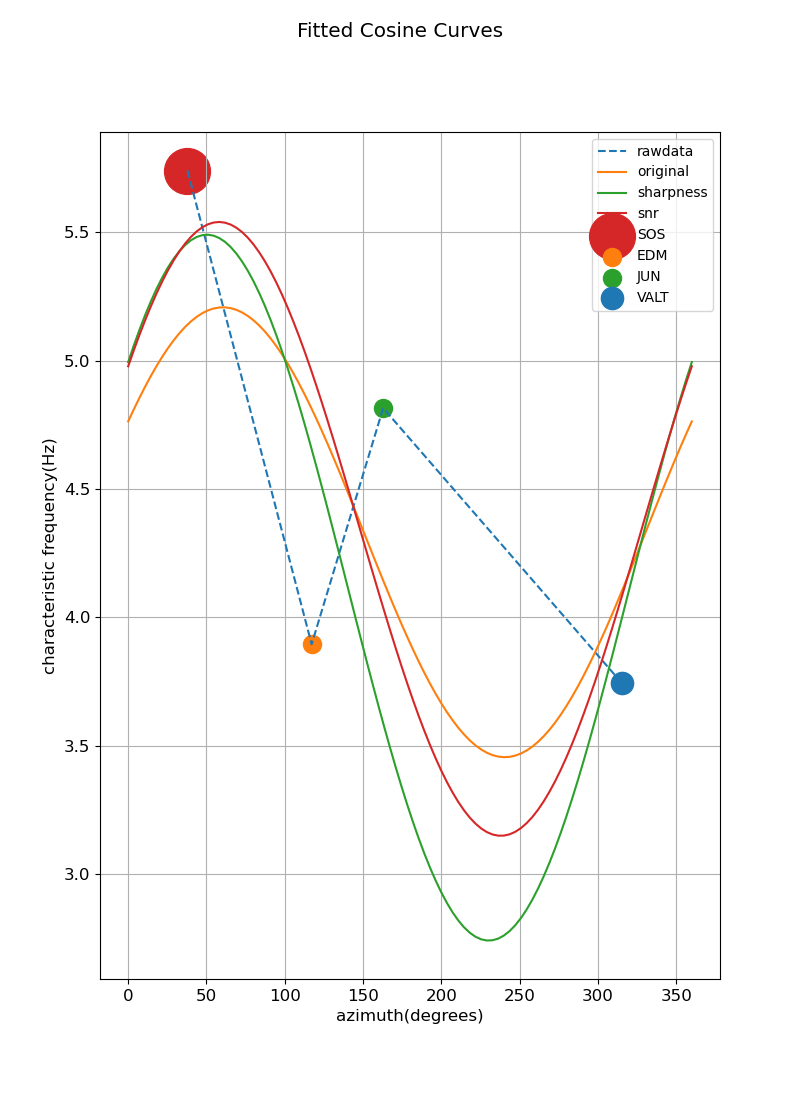 Fitted Cosine Curves
rawdata
original
sharpness
snr
SOS
EDM
JUN
VALT
5.5
5.0
4.5
4.0
3.5
3.0
characteristic frequency(Hz)
0 50 100 150 200 250 300 350
azimuth(degrees)